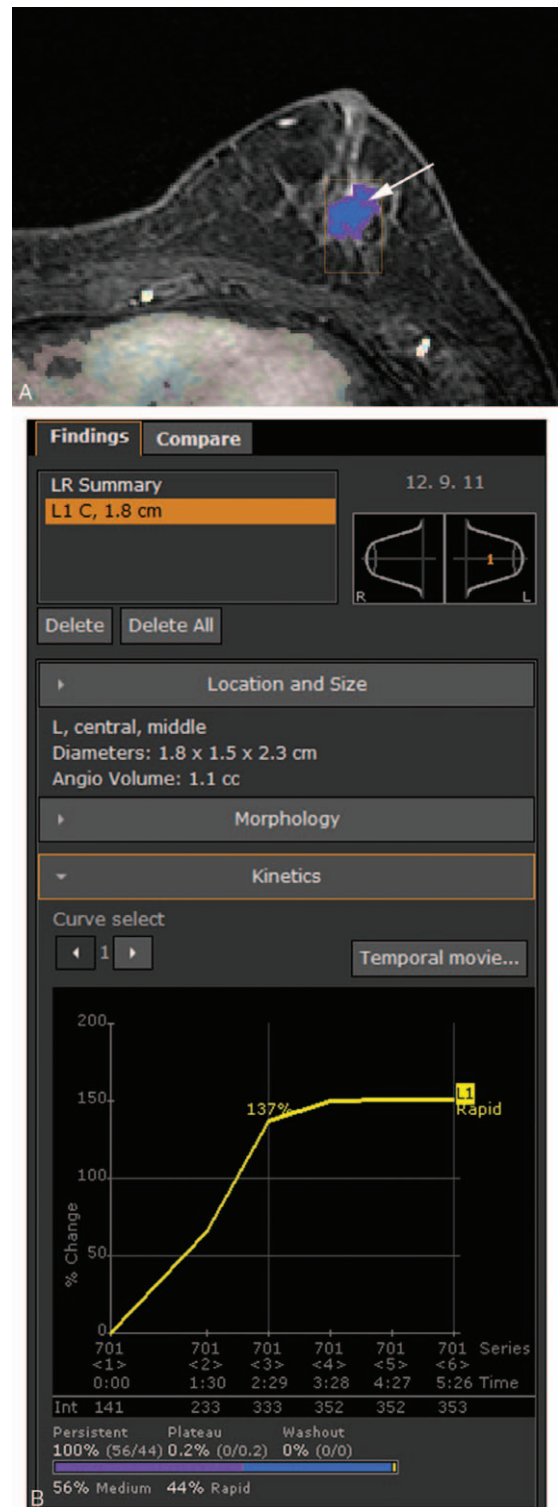 A
Findings Compare
LR Summary
L1 C, 1.8 cm
12. 9. 11
R 1 L
Delete Delete All
Location and Size
L, central, middle
Diameters: 1.8 x 1.5 x 2.3 cm
Angio Volume: 1.1 cc
Morphology
Kinetics
Curve select
1
Temporal movie...
200
150
100
50
0
% Change
137%
L1
Rapid
701 701 701 701 701 701 Series
<1> <2> <3> <4> <5> <6>
0:00 1:30 2:29 3:28 4:27 5:26 Time
Int 141 233 333 352 352 353
Persistent Plateau Washout
100% (56/44) 0.2% (0/0.2) 0% (0/0)
56% Medium 44% Rapid
B